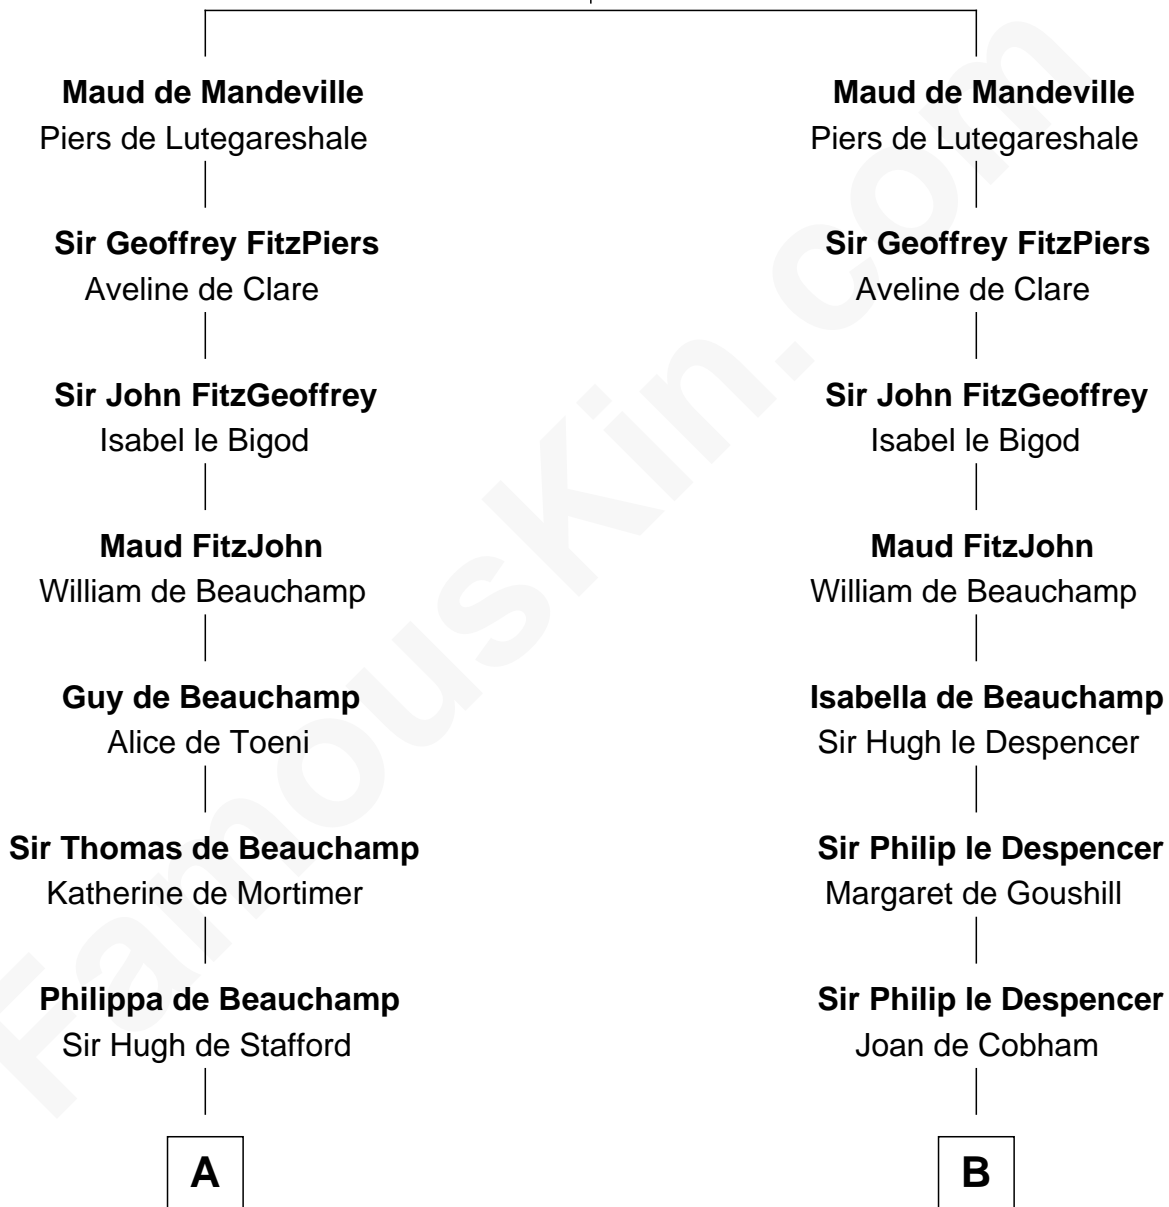 Maud de Mandeville
Piers de Lutegareshale
Sir Geoffrey FitzPiers
Aveline de Clare
Sir John FitzGeoffrey
Isabel le Bigod
Maud FitzJohn
William de Beauchamp
Guy de Beauchamp
Alice de Toeni
Sir Thomas de Beauchamp
Katherine de Mortimer
Philippa de Beauchamp
Sir Hugh de Stafford
A
Maud de Mandeville
Piers de Lutegareshale
Sir Geoffrey FitzPiers
Aveline de Clare
Sir John FitzGeoffrey
Isabel le Bigod
Maud FitzJohn
William de Beauchamp
Isabella de Beauchamp
Sir Hugh le Despencer
Sir Philip le Despencer
Margaret de Goushill
Sir Philip le Despencer
Joan de Cobham
B
FamousKin.com